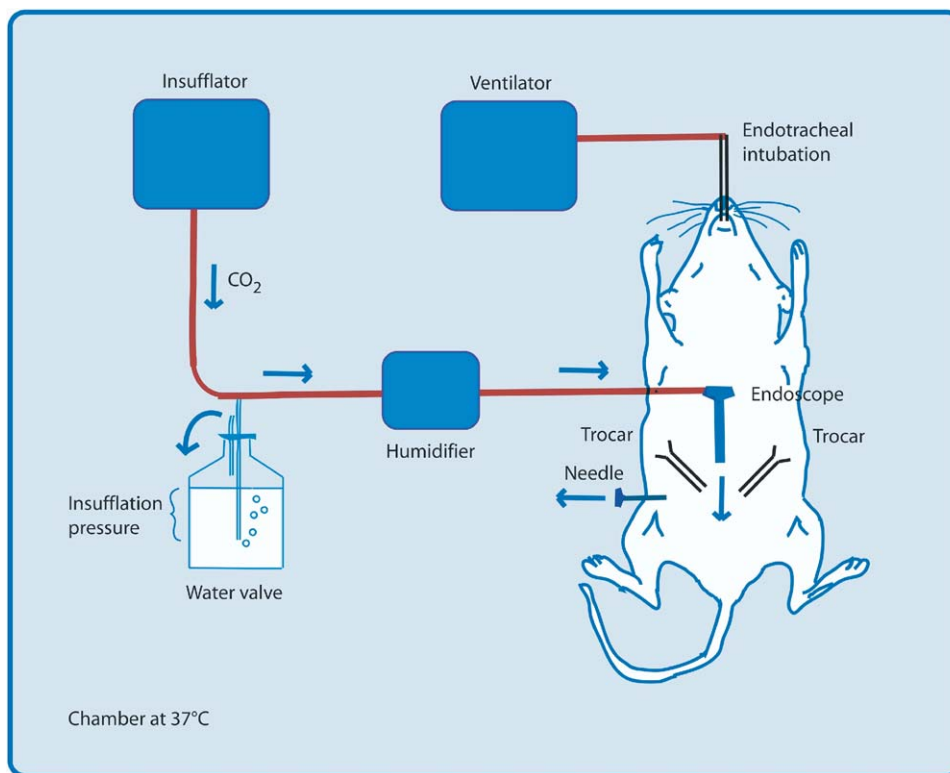 Insufflator
Ventilator
Endotracheal
intubation
CO₂
Endoscope
Trocar
Trocar
Humidifier
Needle
Insufflation
pressure
Water valve
Chamber at 37°C